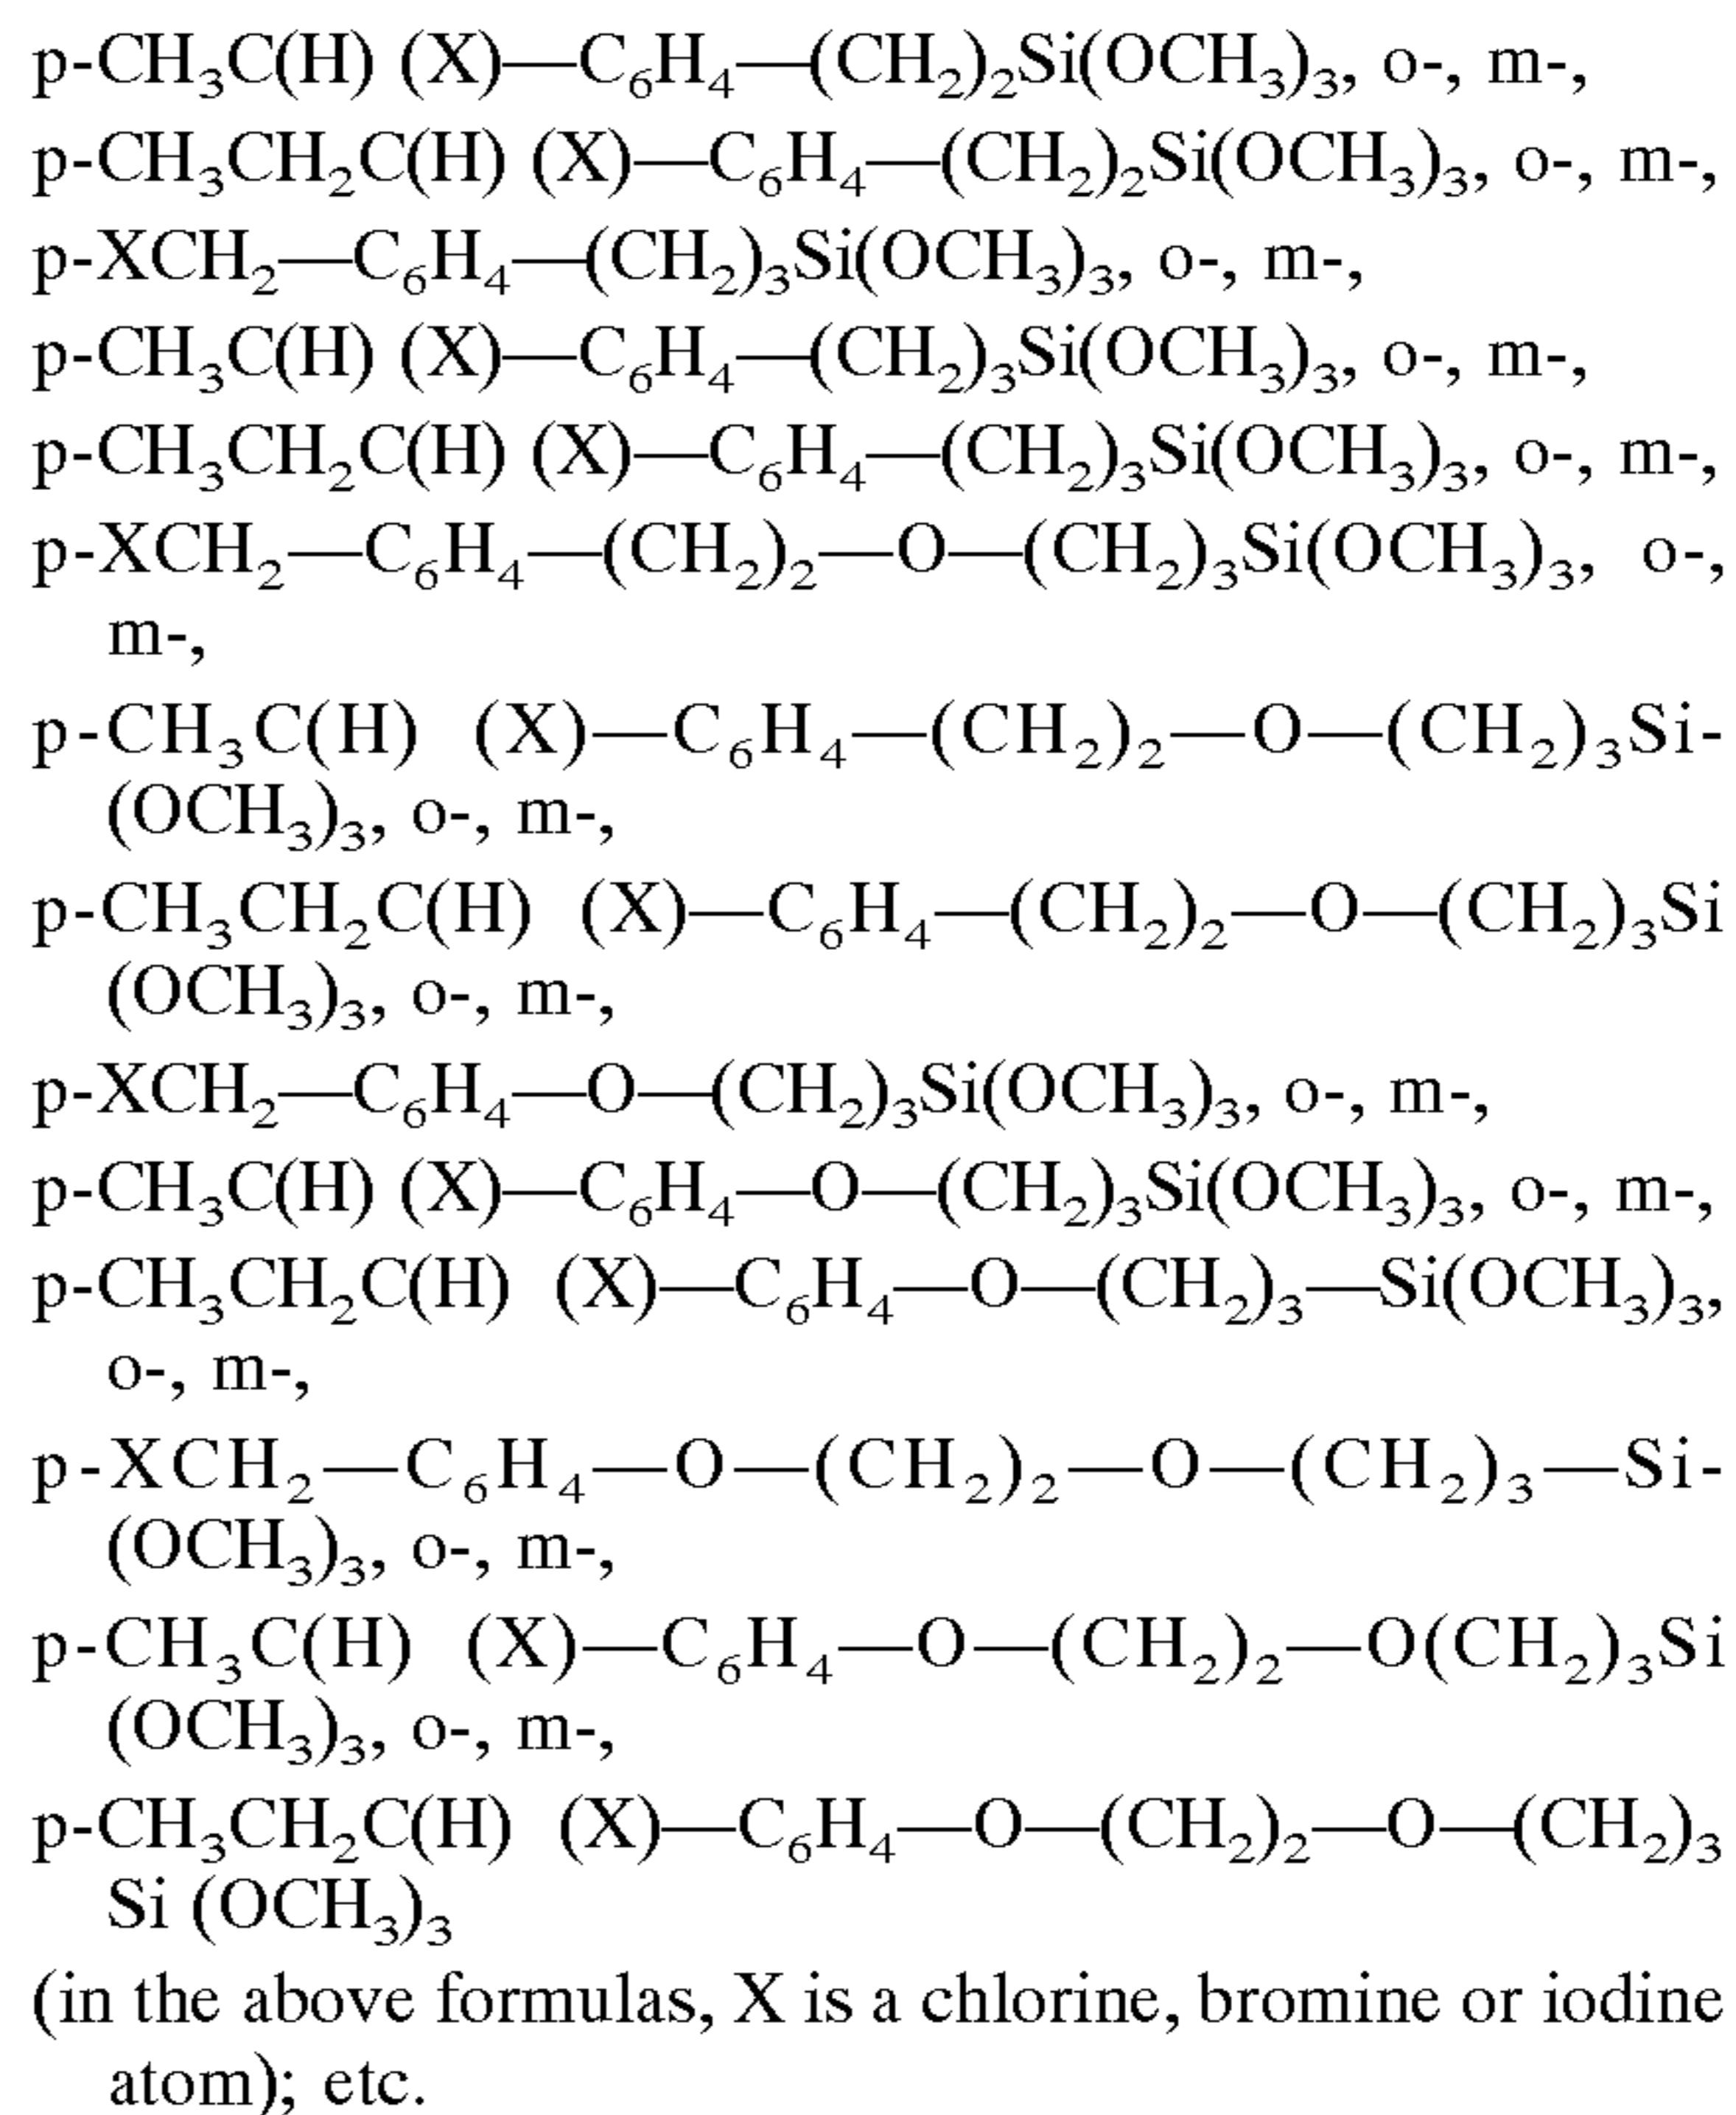 p-CH₃C(H) (X)—C₆H₄—(CH₂)₂Si(OCH₃)₃, o-, m-,
p-CH₃CH₂C(H) (X)—C₆H₄—(CH₂)₂Si(OCH₃)₃, o-, m-,
p-XCH₂—C₆H₄—(CH₂)₃Si(OCH₃)₃, o-, m-,
p-CH₃C(H) (X)—C₆H₄—(CH₂)₃Si(OCH₃)₃, o-, m-,
p-CH₃CH₂C(H) (X)—C₆H₄—(CH₂)₃Si(OCH₃)₃, o-, m-,
p-XCH₂—C₆H₄—(CH₂)₂—O—(CH₂)₃Si(OCH₃)₃, o-,
m-,
p-CH₃C(H) (X)—C₆H₄—(CH₂)₂—O—(CH₂)₃Si-
(OCH₃)₃, o-, m-,
p-CH₃CH₂C(H) (X)—C₆H₄—(CH₂)₂—O—(CH₂)₃Si
(OCH₃)₃, o-, m-,
p-XCH₂—C₆H₄—O—(CH₂)₃Si(OCH₃)₃, o-, m-,
p-CH₃C(H) (X)—C₆H₄—O—(CH₂)₃Si(OCH₃)₃, o-, m-,
p-CH₃CH₂C(H) (X)—C₆H₄—O—(CH₂)₃—Si(OCH₃)₃,
o-, m-,
p-XCH₂—C₆H₄—O—(CH₂)₂—O—(CH₂)₃—Si-
(OCH₃)₃, o-, m-,
p-CH₃C(H) (X)—C₆H₄—O—(CH₂)₂—O(CH₂)₃Si
(OCH₃)₃, o-, m-,
p-CH₃CH₂C(H) (X)—C₆H₄—O—(CH₂)₂—O—(CH₂)₃
Si (OCH₃)₃
(in the above formulas, X is a chlorine, bromine or iodine
atom); etc.